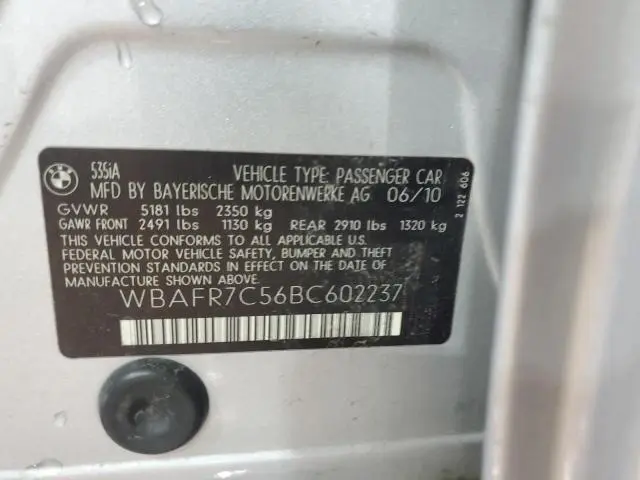 BMW
535iA
VEHICLE TYPE: PASSENGER CAR
MFD BY BAYERISCHE MOTORENWERKE AG 06/10
GVWR 5181 lbs 2350 kg
GAWR FRONT 2491 lbs 1130 kg REAR 2910 lbs 1320 kg
THIS VEHICLE CONFORMS TO ALL APPLICABLE
FEDERAL MOTOR VEHICLE SAFETY, BUMPER AND THEFT
PREVENTION STANDARDS IN EFFECT ON THE DATE OF
MANUFACTURE SHOWN ABOVE.
WBAFR7C56BC602237
2 122 606